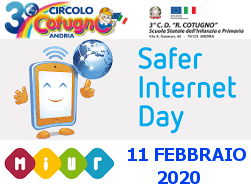 3° CIRCOLO
Cotugno
ANDRIA
3° C. D. "R. COTUGNO"
Scuola Statale dell'Infanzia e Primaria
Safer
Internet
Day
MIUR
11 FEBBRAIO
2020